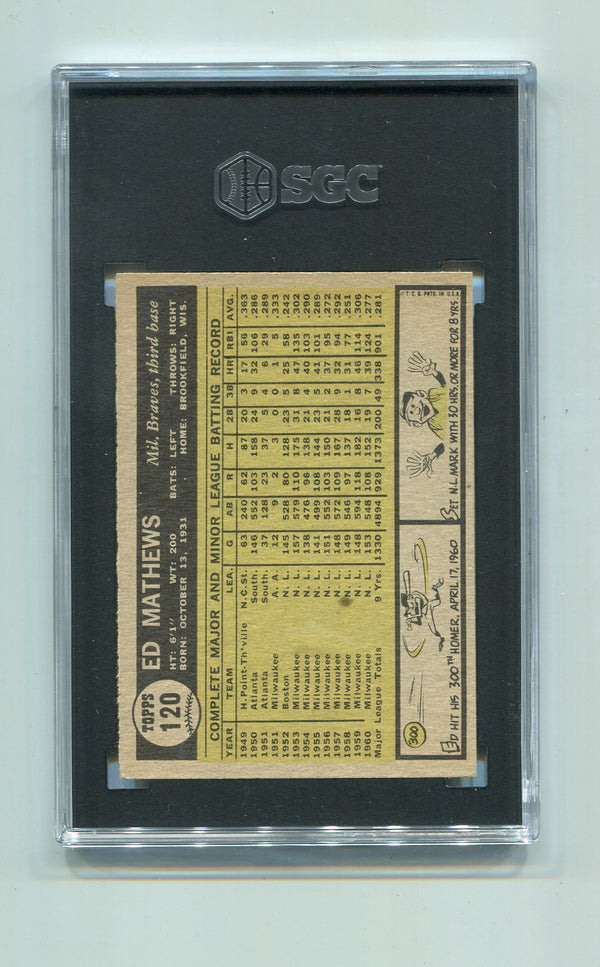 SGC
TOPPS
120
ED MATHEWS Mil. Braves, third base
HT: 6'1" WT: 200 BATS: LEFT THROWS: RIGHT
BORN: OCTOBER 13, 1931 HOME: BROOKFIELD, WIS.
COMPLETE MAJOR AND MINOR LEAGUE BATTING RECORD
YEAR TEAM LEA. G AB R H 2B 3B HR RBI AVG.
1949 H.Point-Th'ville N.C.St. 63 240 62 87 20 3 17 56 .363
1950 Atlanta South. 146 552 103 158 24 9 32 106 .286
1951 Atlanta South. 37 128 23 37 5 4 6 29 .289
1951 Milwaukee A.A. 12 9 2 3 0 0 1 5 .333
1952 Boston N.L. 145 528 80 128 23 5 25 58 .242
1953 Milwaukee N.L. 157 579 110 175 31 8 47 135 .302
1954 Milwaukee N.L. 138 476 96 138 21 4 40 103 .290
1955 Milwaukee N.L. 141 499 108 144 23 5 41 101 .289
1956 Milwaukee N.L. 151 552 103 150 21 2 37 95 .272
1957 Milwaukee N.L. 148 572 109 167 28 9 32 94 .292
1958 Milwaukee N.L. 149 546 97 137 18 1 31 77 .251
1959 Milwaukee N.L. 148 594 118 182 16 8 46 114 .306
1960 Milwaukee N.L. 153 548 108 152 19 7 39 124 .277
Major League Totals 9 Yrs. 1330 4894 929 1373 200 49 338 901 .281
300
ED HIT HIS 300TH HOMER, APRIL 17, 1960
SET N.L. MARK WITH 30 HRS. OR MORE FOR 8 YRS.
© T.C.G. PRTD. IN U.S.A.